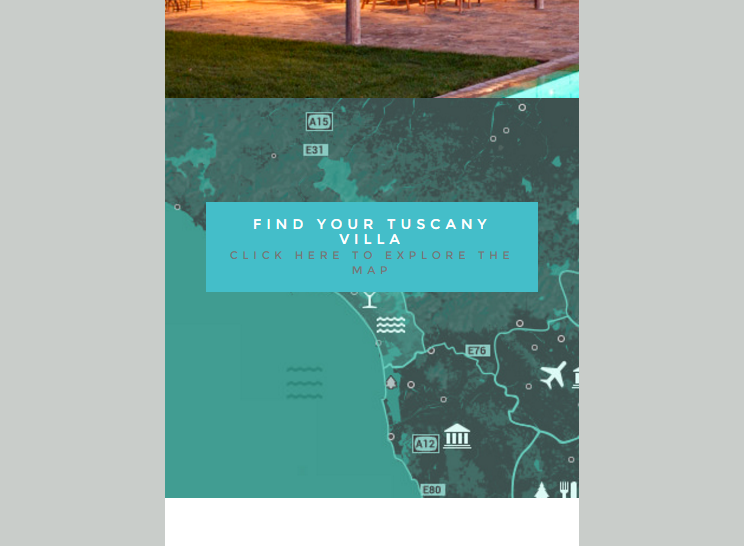 A15
E31
FIND YOUR TUSCANY
VILLA
CLICK HERE TO EXPLORE THE
MAP
E76
A12
E80